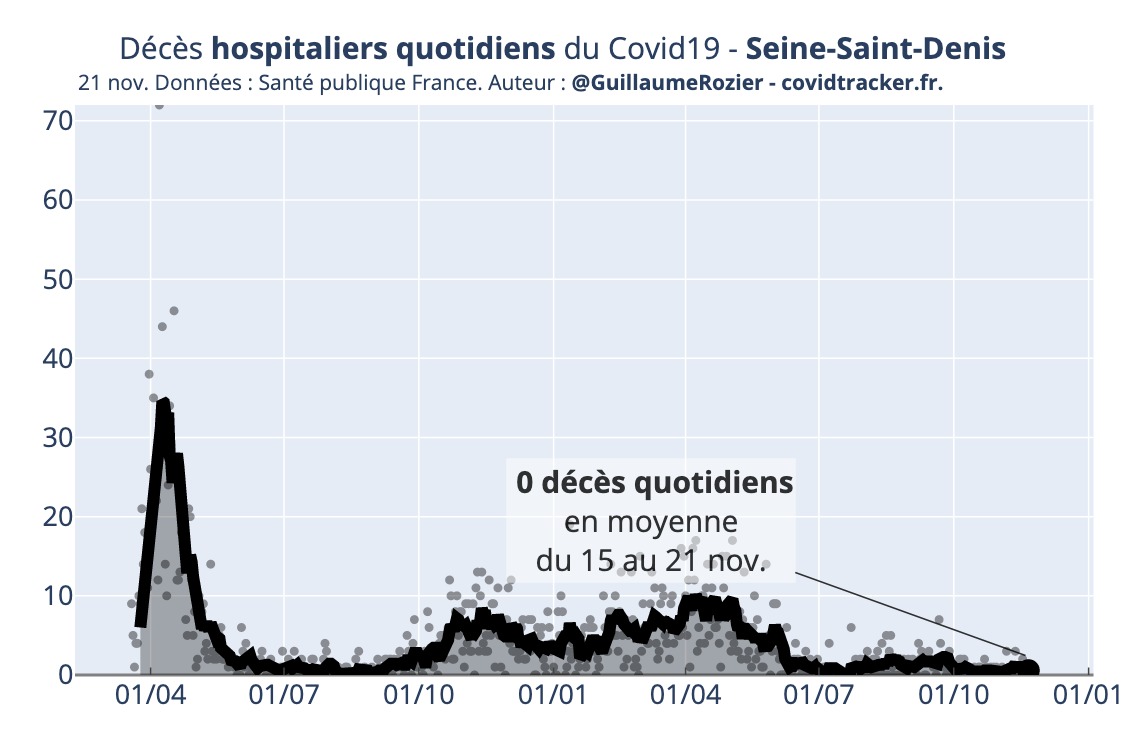 Décès hospitaliers quotidiens du Covid19 - Seine-Saint-Denis
21 nov. Données : Santé publique France. Auteur : @GuillaumeRozier - covidtracker.fr.
70
60
50
40
30
0 décès quotidiens
en moyenne
du 15 au 21 nov.
20
10
0
01/04 01/07 01/10 01/01 01/04 01/07 01/10 01/01